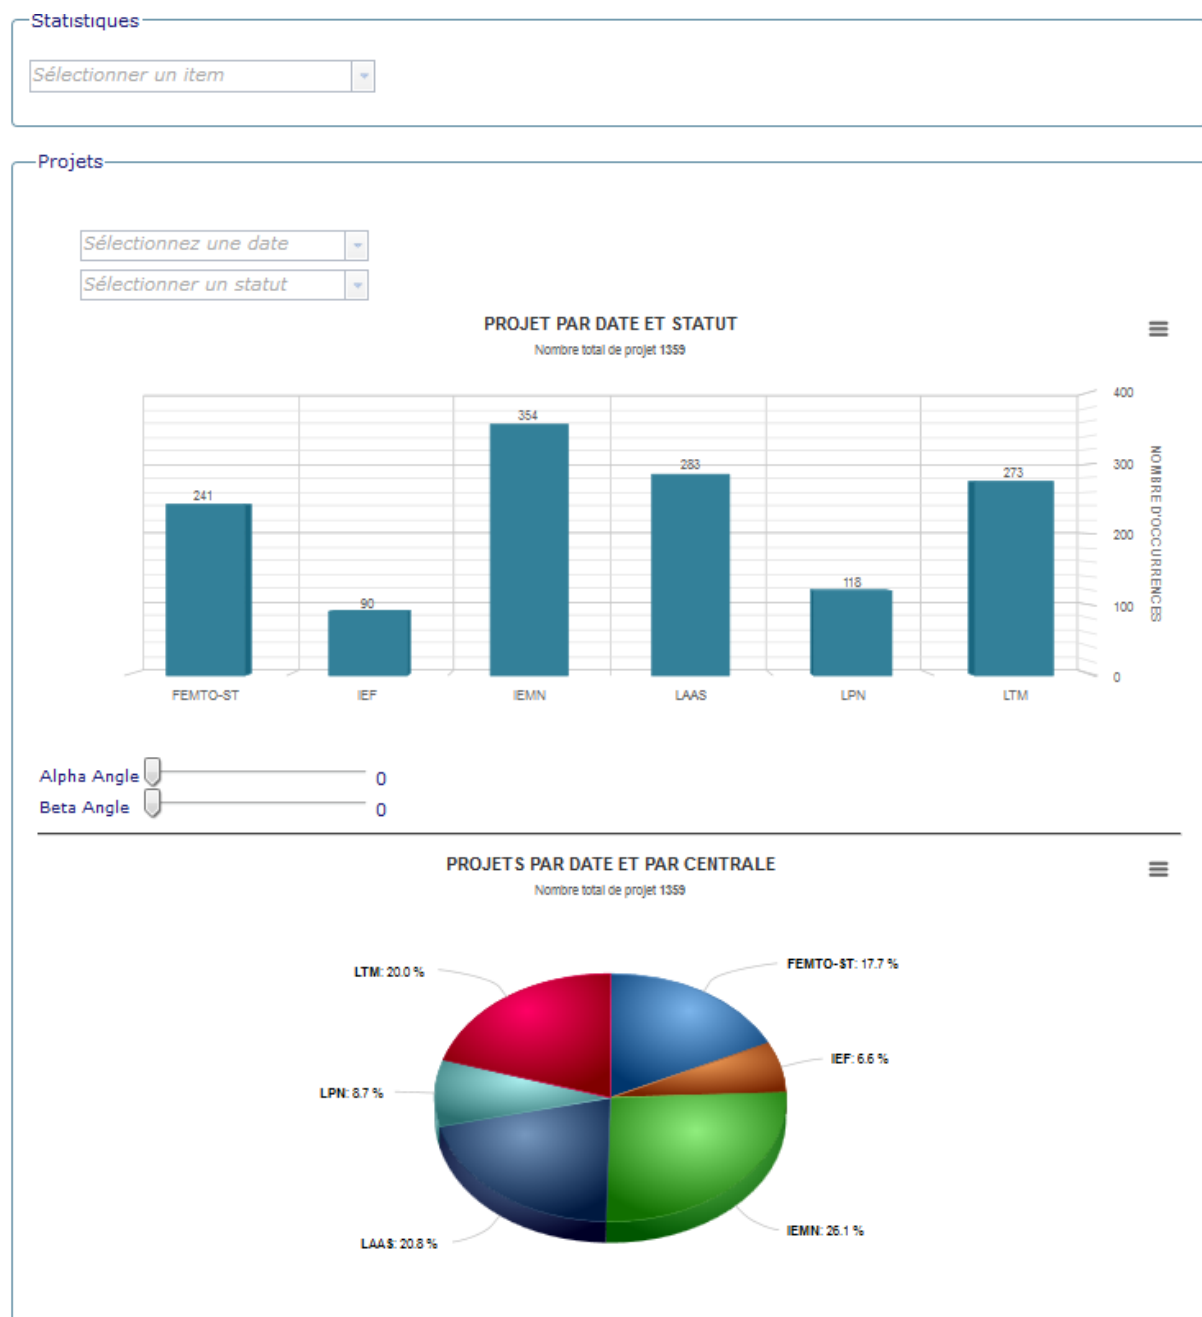 Statistiques
Sélectionner un item
Projets
Sélectionnez une date
Sélectionner un statut
PROJET PAR DATE ET STATUT
Nombre total de projet 1359
400
300
200
100
0
NOMBRE D'OCCURRENCES
241
90
354
283
118
273
FEMTO-ST
IEF
IEMN
LAAS
LPN
LTM
Alpha Angle 0
Beta Angle 0
PROJETS PAR DATE ET PAR CENTRALE
Nombre total de projet 1359
LTM: 20.0 %
FEMTO-ST: 17.7 %
IEF: 6.6 %
LPN: 8.7 %
IEMN: 26.1 %
LAAS: 20.8 %